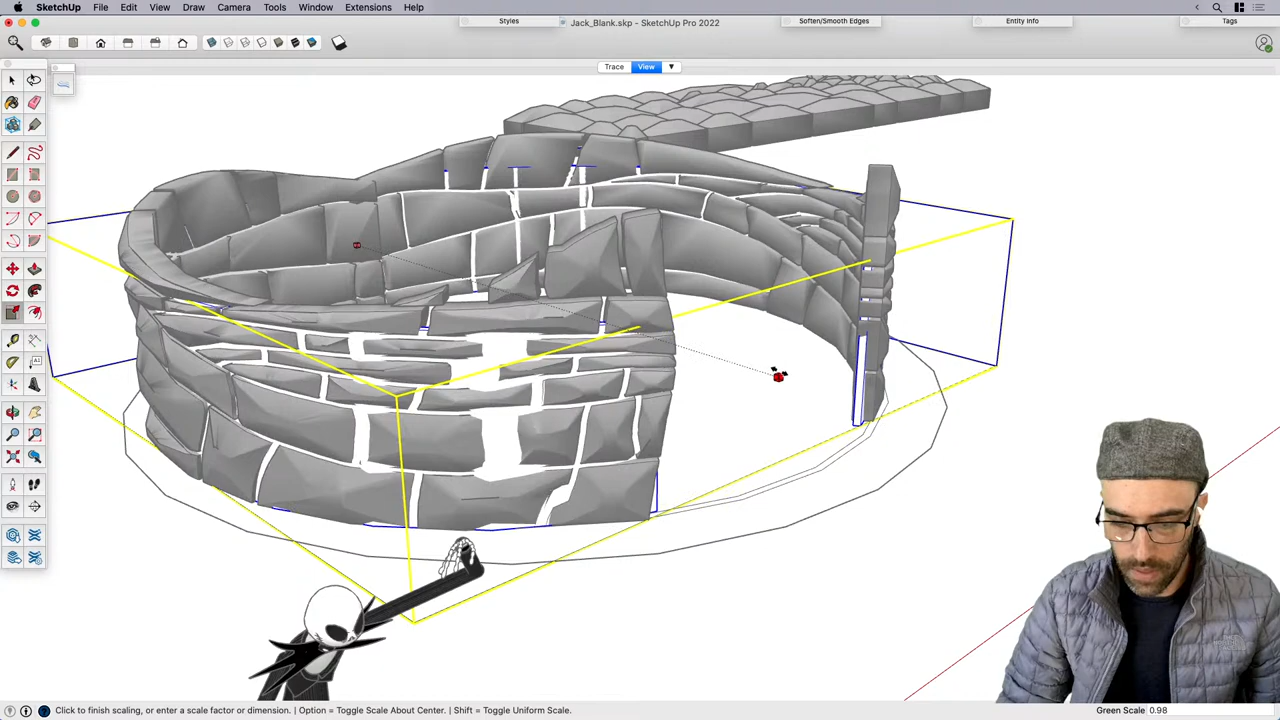 SketchUp File Edit View Draw Camera Tools Window Extensions Help
Styles Jack_Blank.skp - SketchUp Pro 2022 Soften/Smooth Edges Entity Info Tags
Trace View
Click to finish scaling, or enter a scale factor or dimension. | Option = Toggle Scale About Center. | Shift = Toggle Uniform Scale. Green Scale 0.98